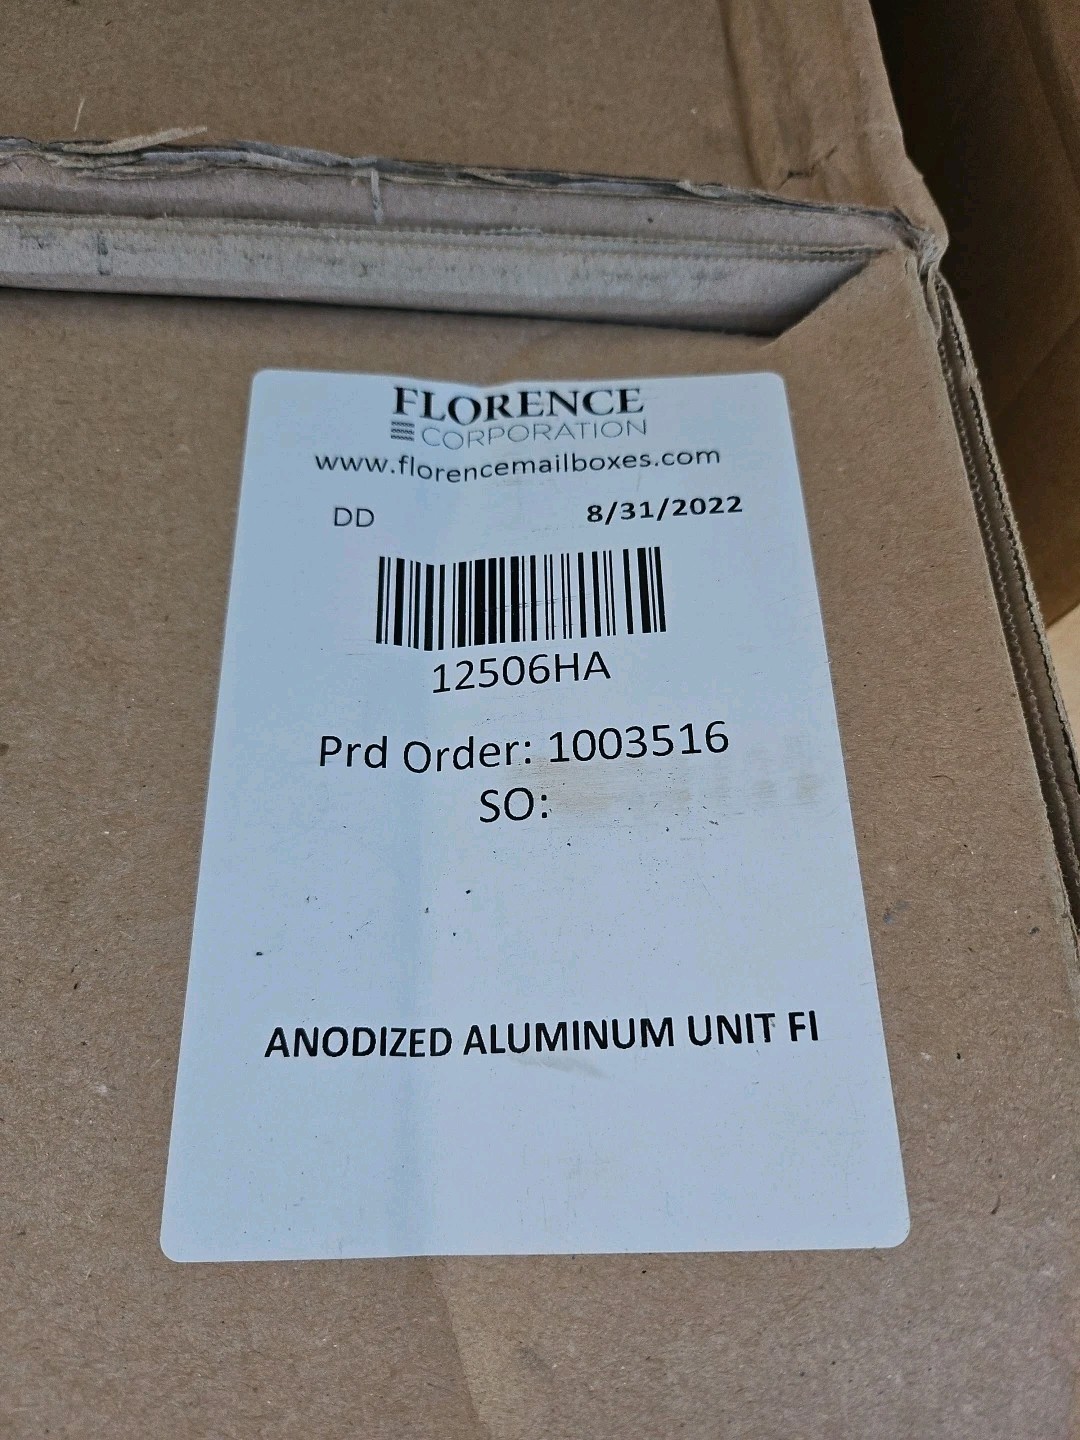 FLORENCE
CORPORATION
www.florencemailboxes.com
DD 8/31/2022
12506HA
Prd Order: 1003516
SO:
ANODIZED ALUMINUM UNIT FI